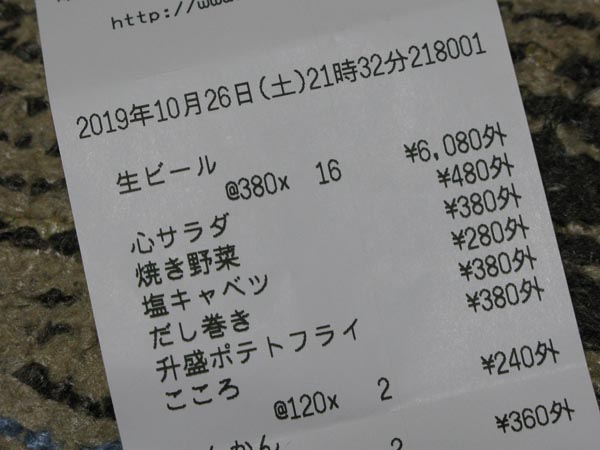 http://www
2019年10月26日(土)21時32分218001
生ビール
@380x 16 ¥6,080外
心サラダ ¥480外
焼き野菜 ¥380外
塩キャベツ ¥280外
だし巻き ¥380外
升盛ポテトフライ ¥380外
こころ
@120x 2 ¥240外
かん
2 ¥360外